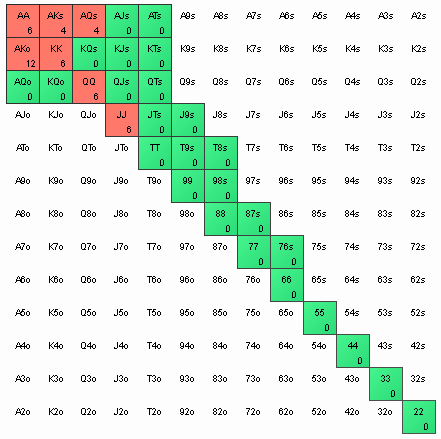 AA AKs AQs AJs ATs A9s A8s A7s A6s A5s A4s A3s A2s
6 4 4 0 0
AKo KK KQs KJs KTs K9s K8s K7s K6s K5s K4s K3s K2s
12 6 0 0 0
AQo KQo QQ QJs QTs Q9s Q8s Q7s Q6s Q5s Q4s Q3s Q2s
0 0 6 0 0
AJo KJo QJo JJ JTs J9s J8s J7s J6s J5s J4s J3s J2s
6 0 0
ATo KTo QTo JTo TT T9s T8s T7s T6s T5s T4s T3s T2s
0 0 0
A9o K9o Q9o J9o T9o 99 98s 97s 96s 95s 94s 93s 92s
0 0
A8o K8o Q8o J8o T8o 98o 88 87s 86s 85s 84s 83s 82s
0 0
A7o K7o Q7o J7o T7o 97o 87o 77 76s 75s 74s 73s 72s
0 0
A6o K6o Q6o J6o T6o 96o 86o 76o 66 65s 64s 63s 62s
0
A5o K5o Q5o J5o T5o 95o 85o 75o 65o 55 54s 53s 52s
0
A4o K4o Q4o J4o T4o 94o 84o 74o 64o 54o 44 43s 42s
0
A3o K3o Q3o J3o T3o 93o 83o 73o 63o 53o 43o 33 32s
0
A2o K2o Q2o J2o T2o 92o 82o 72o 62o 52o 42o 32o 22
0